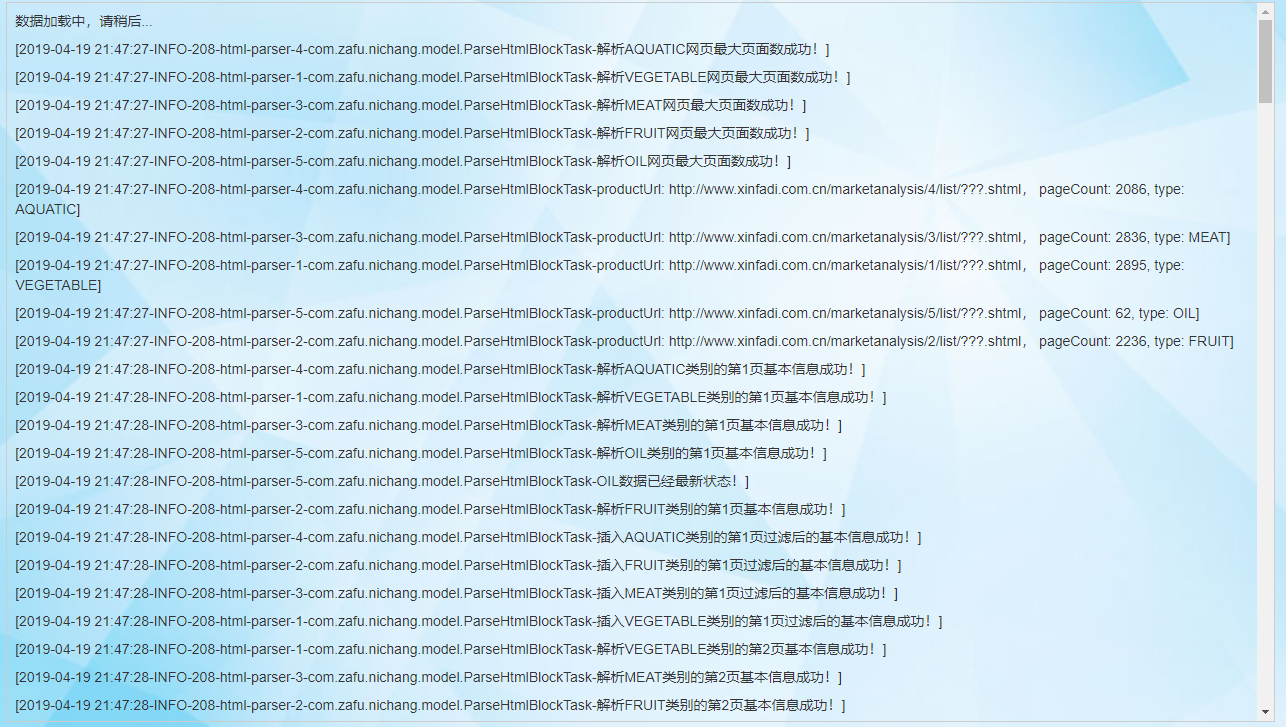 数据加载中，请稍后...
[2019-04-19 21:47:27-INFO-208-html-parser-4-com.zafu.nichang.model.ParseHtmlBlockTask-解析AQUATIC网页最大页面数成功！]
[2019-04-19 21:47:27-INFO-208-html-parser-1-com.zafu.nichang.model.ParseHtmlBlockTask-解析VEGETABLE网页最大页面数成功！]
[2019-04-19 21:47:27-INFO-208-html-parser-3-com.zafu.nichang.model.ParseHtmlBlockTask-解析MEAT网页最大页面数成功！]
[2019-04-19 21:47:27-INFO-208-html-parser-2-com.zafu.nichang.model.ParseHtmlBlockTask-解析FRUIT网页最大页面数成功！]
[2019-04-19 21:47:27-INFO-208-html-parser-5-com.zafu.nichang.model.ParseHtmlBlockTask-解析OIL网页最大页面数成功！]
[2019-04-19 21:47:27-INFO-208-html-parser-4-com.zafu.nichang.model.ParseHtmlBlockTask-productUrl: http://www.xinfadi.com.cn/marketanalysis/4/list/???.shtml， pageCount: 2086, type:
AQUATIC]
[2019-04-19 21:47:27-INFO-208-html-parser-3-com.zafu.nichang.model.ParseHtmlBlockTask-productUrl: http://www.xinfadi.com.cn/marketanalysis/3/list/???.shtml， pageCount: 2836, type: MEAT]
[2019-04-19 21:47:27-INFO-208-html-parser-1-com.zafu.nichang.model.ParseHtmlBlockTask-productUrl: http://www.xinfadi.com.cn/marketanalysis/1/list/???.shtml， pageCount: 2895, type:
VEGETABLE]
[2019-04-19 21:47:27-INFO-208-html-parser-5-com.zafu.nichang.model.ParseHtmlBlockTask-productUrl: http://www.xinfadi.com.cn/marketanalysis/5/list/???.shtml， pageCount: 62, type: OIL]
[2019-04-19 21:47:27-INFO-208-html-parser-2-com.zafu.nichang.model.ParseHtmlBlockTask-productUrl: http://www.xinfadi.com.cn/marketanalysis/2/list/???.shtml， pageCount: 2236, type: FRUIT]
[2019-04-19 21:47:28-INFO-208-html-parser-4-com.zafu.nichang.model.ParseHtmlBlockTask-解析AQUATIC类别的第1页基本信息成功！]
[2019-04-19 21:47:28-INFO-208-html-parser-1-com.zafu.nichang.model.ParseHtmlBlockTask-解析VEGETABLE类别的第1页基本信息成功！]
[2019-04-19 21:47:28-INFO-208-html-parser-3-com.zafu.nichang.model.ParseHtmlBlockTask-解析MEAT类别的第1页基本信息成功！]
[2019-04-19 21:47:28-INFO-208-html-parser-5-com.zafu.nichang.model.ParseHtmlBlockTask-解析OIL类别的第1页基本信息成功！]
[2019-04-19 21:47:28-INFO-208-html-parser-5-com.zafu.nichang.model.ParseHtmlBlockTask-OIL数据已经最新状态！]
[2019-04-19 21:47:28-INFO-208-html-parser-2-com.zafu.nichang.model.ParseHtmlBlockTask-解析FRUIT类别的第1页基本信息成功！]
[2019-04-19 21:47:28-INFO-208-html-parser-4-com.zafu.nichang.model.ParseHtmlBlockTask-插入AQUATIC类别的第1页过滤后的基本信息成功！]
[2019-04-19 21:47:28-INFO-208-html-parser-2-com.zafu.nichang.model.ParseHtmlBlockTask-插入FRUIT类别的第1页过滤后的基本信息成功！]
[2019-04-19 21:47:28-INFO-208-html-parser-3-com.zafu.nichang.model.ParseHtmlBlockTask-插入MEAT类别的第1页过滤后的基本信息成功！]
[2019-04-19 21:47:28-INFO-208-html-parser-1-com.zafu.nichang.model.ParseHtmlBlockTask-插入VEGETABLE类别的第1页过滤后的基本信息成功！]
[2019-04-19 21:47:28-INFO-208-html-parser-1-com.zafu.nichang.model.ParseHtmlBlockTask-解析VEGETABLE类别的第2页基本信息成功！]
[2019-04-19 21:47:28-INFO-208-html-parser-3-com.zafu.nichang.model.ParseHtmlBlockTask-解析MEAT类别的第2页基本信息成功！]
[2019-04-19 21:47:28-INFO-208-html-parser-2-com.zafu.nichang.model.ParseHtmlBlockTask-解析FRUIT类别的第2页基本信息成功！]